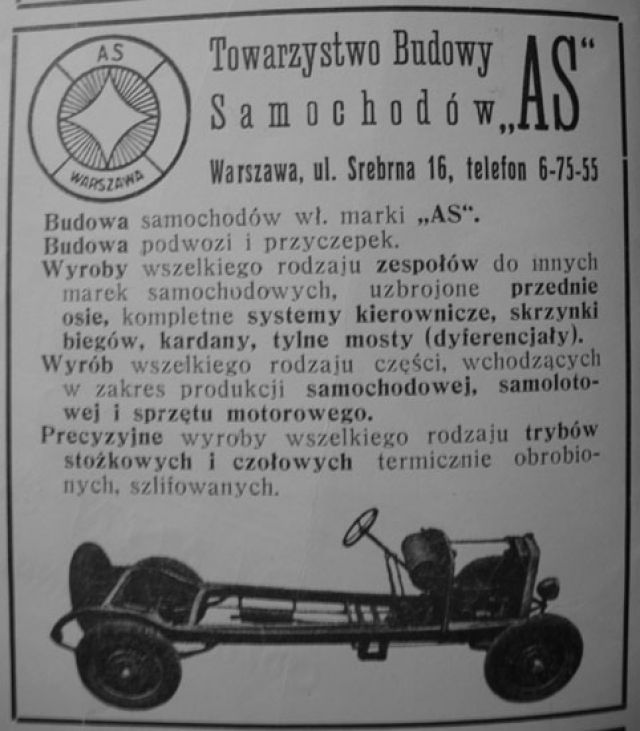 AS
WARSZAWA
Towarzystwo Budowy
Samochodów „AS“
Warszawa, ul. Srebrna 16, telefon 6-75-55
Budowa samochodów wł. marki „AS“.
Budowa podwozi i przyczepek.
Wyroby wszelkiego rodzaju zespołów do innych
marek samochodowych, uzbrojone przednie
osie, kompletne systemy kierownicze, skrzynki
biegów, kardany, tylne mosty (dyferencjały).
Wyrób wszelkiego rodzaju części, wchodzących
w zakres produkcji samochodowej, samoloto-
wej i sprzętu motorowego.
Precyzyjne wyroby wszelkiego rodzaju trybów
stożkowych i czołowych termicznie obrobio-
nych, szlifowanych.